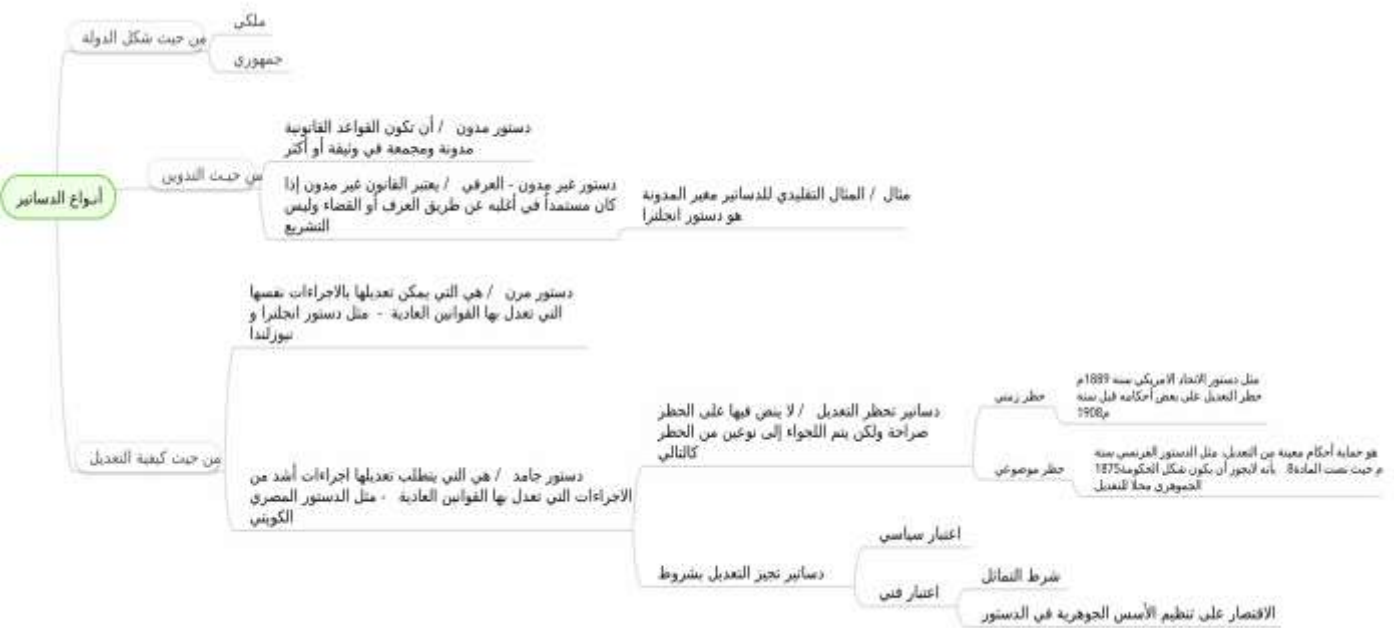 أنواع الدساتير
من حيث شكل الدولة
ملكي
جمهوري
من حيث التدوين
دستور مدون / أن تكون القواعد القانونية
مدونة ومجمعة في وثيقة أو أكثر
دستور غير مدون - العرفي / يعتبر القانون غير مدون إذا
كان مستمداً في أغلبه عن طريق العرف أو القضاء وليس
التشريع
مثال / المثال التقليدي للدساتير مغير المدونة
هو دستور انجلترا
من حيث كيفية التعديل
دستور مرن / هي التي يمكن تعديلها بالاجراءات نفسها
التي تعدل بها القوانين العادية - مثل دستور انجلترا و
نيوزلندا
دستور جامد / هي التي يتطلب تعديلها اجراءات أشد من
الاجراءات التي تعدل بها القوانين العادية - مثل الدستور المصري
الكويتي
دساتير تحظر التعديل / لا ينص فيها على الحظر
صراحة ولكن يتم اللجواء إلى نوعين من الحظر
كالتالي
حظر زمني
مثل دستور الاتحاد الامريكي سنة 1889م
حظر التعديل على بعض أحكامه قبل سنة
1908م
حظر موضوعي
هو حماية أحكام معينة من التعديل، مثل الدستور الفرنسي سنة
1875م حيث نصت المادة8 بأنه لايجوز أن يكون شكل الحكومة
الجموهري محلا للتعديل
دساتير تجيز التعديل بشروط
اعتبار سياسي
اعتبار فني
شرط التماثل
الاقتصار على تنظيم الأسس الجوهرية في الدستور